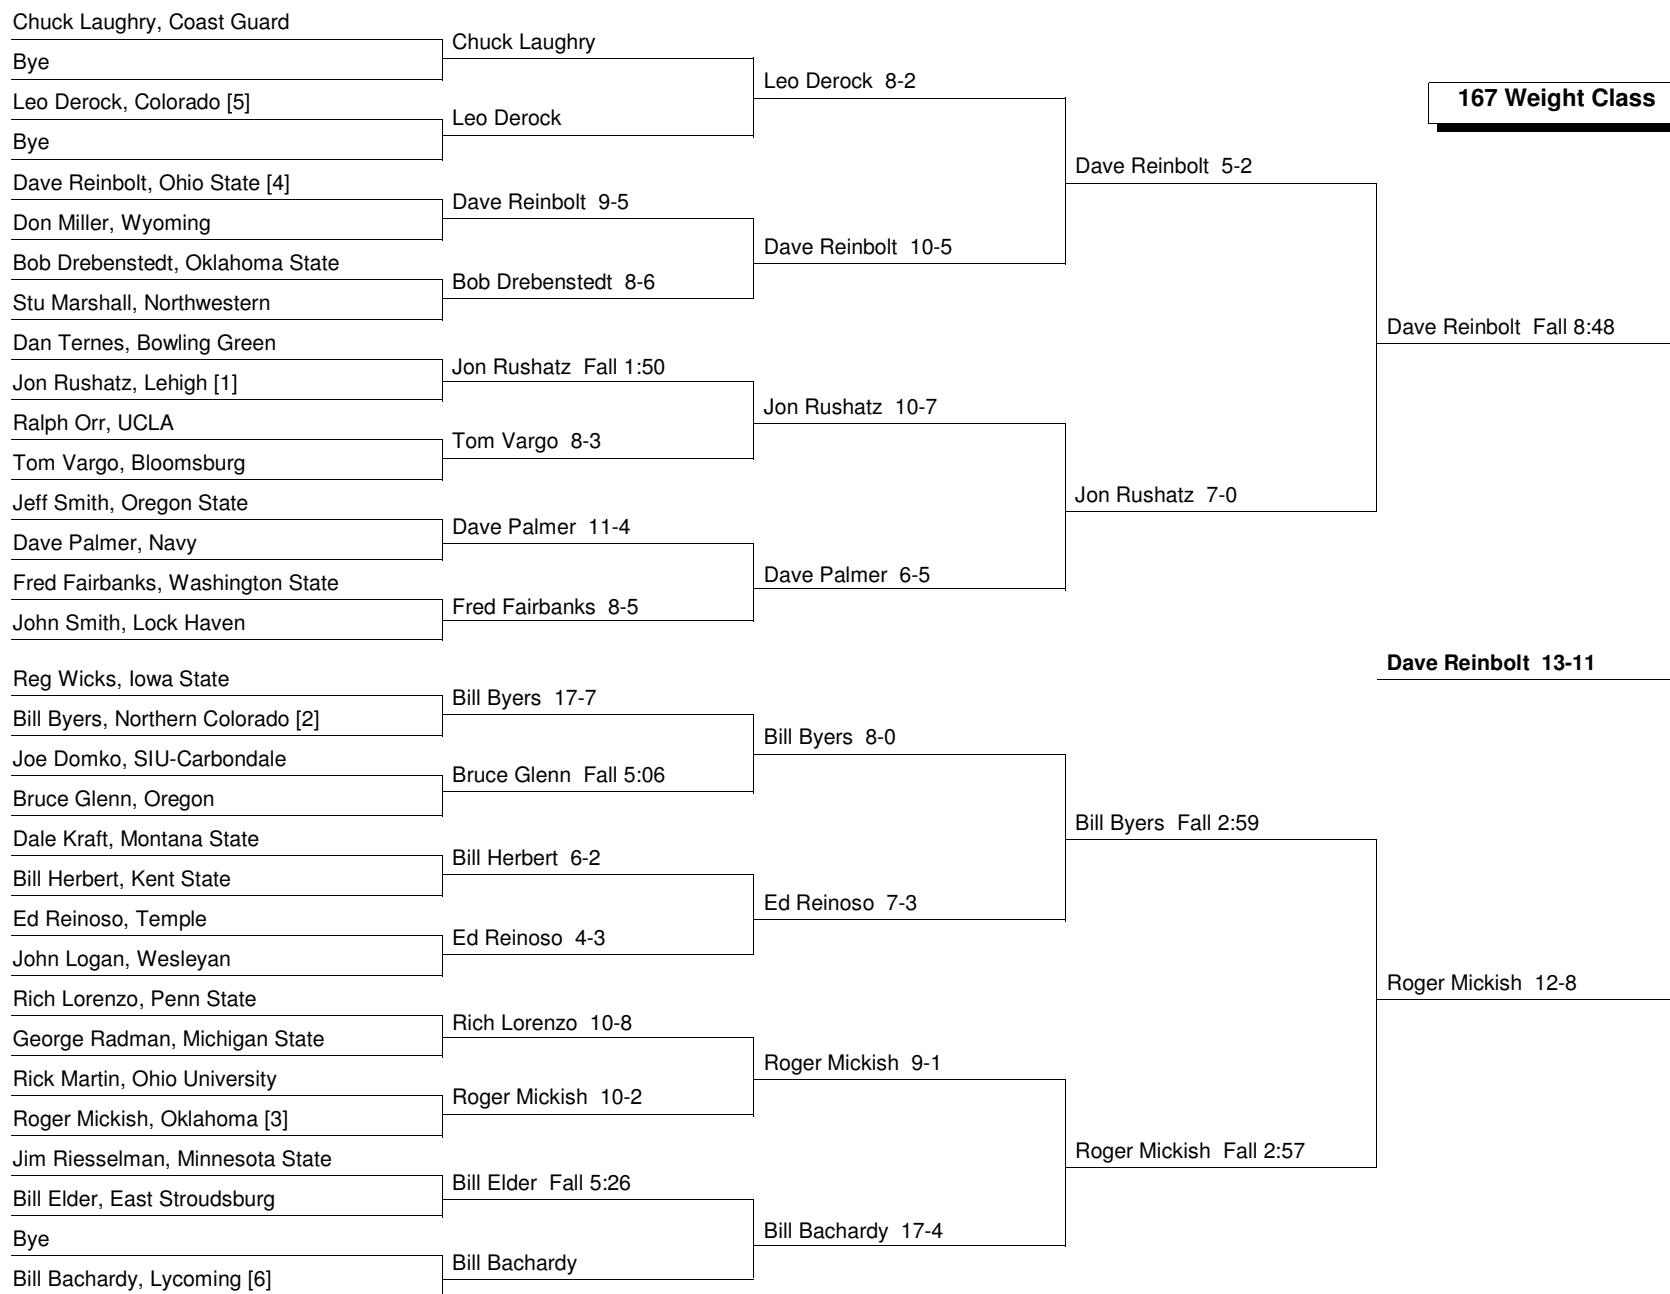 Chuck Laughry, Coast Guard
Bye
Leo Derock, Colorado [5]
Bye
Dave Reinbolt, Ohio State [4]
Don Miller, Wyoming
Bob Drebenstedt, Oklahoma State
Stu Marshall, Northwestern
Dan Ternes, Bowling Green
Jon Rushatz, Lehigh [1]
Ralph Orr, UCLA
Tom Vargo, Bloomsburg
Jeff Smith, Oregon State
Dave Palmer, Navy
Fred Fairbanks, Washington State
John Smith, Lock Haven
Reg Wicks, Iowa State
Bill Byers, Northern Colorado [2]
Joe Domko, SIU-Carbondale
Bruce Glenn, Oregon
Dale Kraft, Montana State
Bill Herbert, Kent State
Ed Reinoso, Temple
John Logan, Wesleyan
Rich Lorenzo, Penn State
George Radman, Michigan State
Rick Martin, Ohio University
Roger Mickish, Oklahoma [3]
Jim Riesselman, Minnesota State
Bill Elder, East Stroudsburg
Bye
Bill Bachardy, Lycoming [6]
Chuck Laughry
Leo Derock
Dave Reinbolt 9-5
Bob Drebenstedt 8-6
Jon Rushatz Fall 1:50
Tom Vargo 8-3
Dave Palmer 11-4
Fred Fairbanks 8-5
Bill Byers 17-7
Bruce Glenn Fall 5:06
Bill Herbert 6-2
Ed Reinoso 4-3
Rich Lorenzo 10-8
Roger Mickish 10-2
Bill Elder Fall 5:26
Bill Bachardy
Leo Derock 8-2
Dave Reinbolt 10-5
Jon Rushatz 10-7
Dave Palmer 6-5
Bill Byers 8-0
Ed Reinoso 7-3
Roger Mickish 9-1
Bill Bachardy 17-4
Dave Reinbolt 5-2
Jon Rushatz 7-0
Bill Byers Fall 2:59
Roger Mickish Fall 2:57
167 Weight Class
Dave Reinbolt Fall 8:48
Dave Reinbolt 13-11
Roger Mickish 12-8